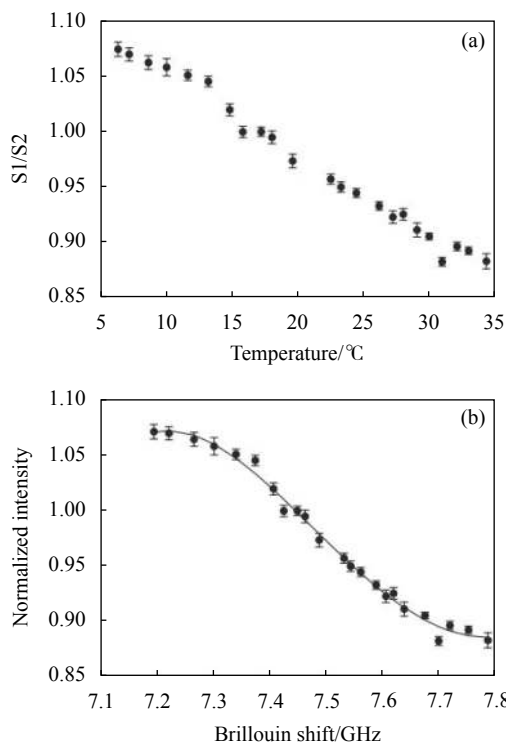 (a)
1.10
1.05
1.00
0.95
0.90
0.85
S1/S2
5 10 15 20 25 30 35
Temperature/℃
(b)
1.10
1.05
1.00
0.95
0.90
0.85
Normalized intensity
7.1 7.2 7.3 7.4 7.5 7.6 7.7 7.8
Brillouin shift/GHz